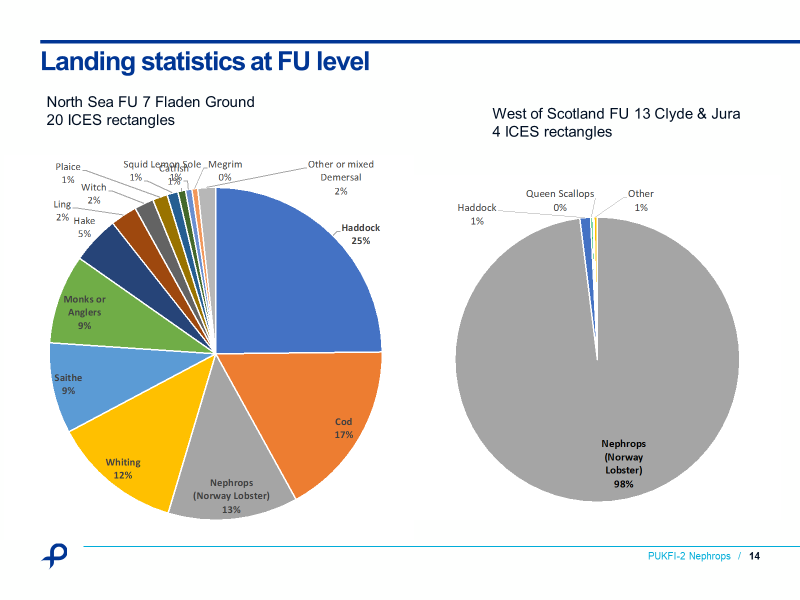 Landing statistics at FU level
North Sea FU 7 Fladen Ground
20 ICES rectangles
West of Scotland FU 13 Clyde & Jura
4 ICES rectangles
Plaice
1%
Witch
2%
Ling
2%
Hake
5%
Squid
1%
Lemon Sole
1%
Catfish
1%
Megrim
0%
Other or mixed
Demersal
2%
Haddock
25%
Monks or
Anglers
9%
Saithe
9%
Whiting
12%
Nephrops
(Norway Lobster)
13%
Cod
17%
Haddock
1%
Queen Scallops
0%
Other
1%
Nephrops
(Norway
Lobster)
98%
PUKFI-2 Nephrops / 14